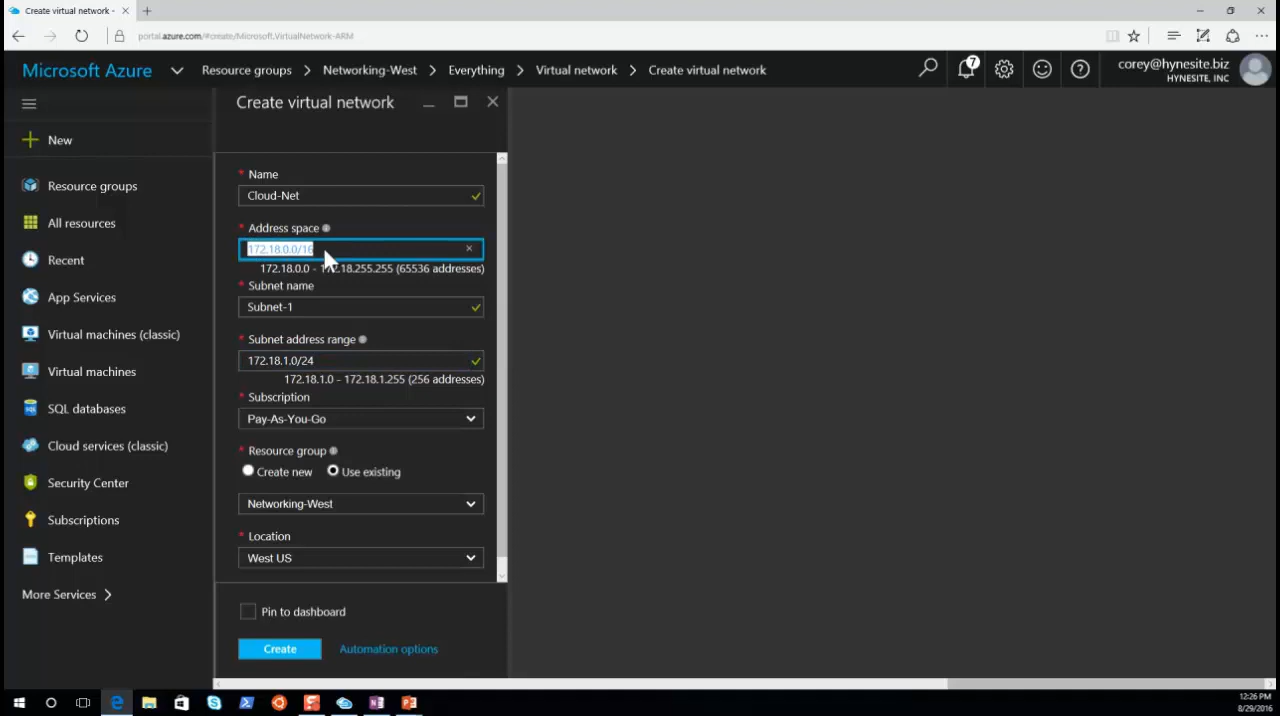 Create virtual network -
portal.azure.com/#create/Microsoft.VirtualNetwork-ARM
Microsoft Azure
Resource groups > Networking-West > Everything > Virtual network > Create virtual network
7
corey@hynesite.biz
HYNESITE, INC
New
Resource groups
All resources
Recent
App Services
Virtual machines (classic)
Virtual machines
SQL databases
Cloud services (classic)
Security Center
Subscriptions
Templates
More Services >
Create virtual network
* Name
Cloud-Net
* Address space
172.18.0.0/16
172.18.0.0 - 172.18.255.255 (65536 addresses)
* Subnet name
Subnet-1
* Subnet address range
172.18.1.0/24
172.18.1.0 - 172.18.1.255 (256 addresses)
* Subscription
Pay-As-You-Go
* Resource group
Create new Use existing
Networking-West
* Location
West US
Pin to dashboard
Create Automation options
12:26 PM
8/29/2016